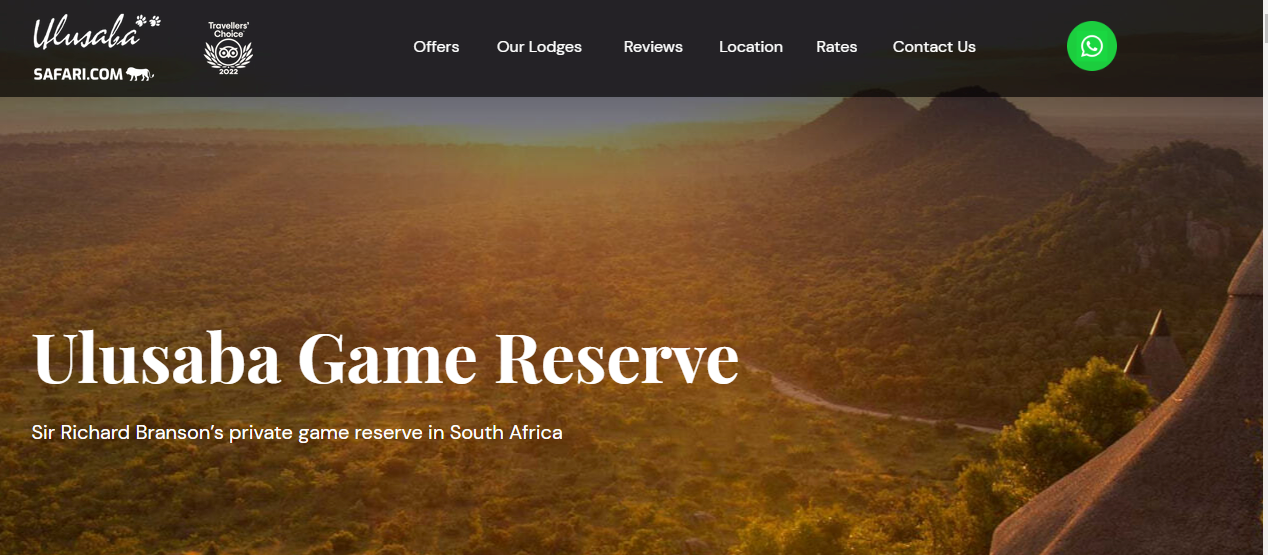 Ulusaba
SAFARI.COM
Travellers'
Choice
2022
Offers
Our Lodges
Reviews
Location
Rates
Contact Us
Ulusaba Game Reserve
Sir Richard Branson’s private game reserve in South Africa